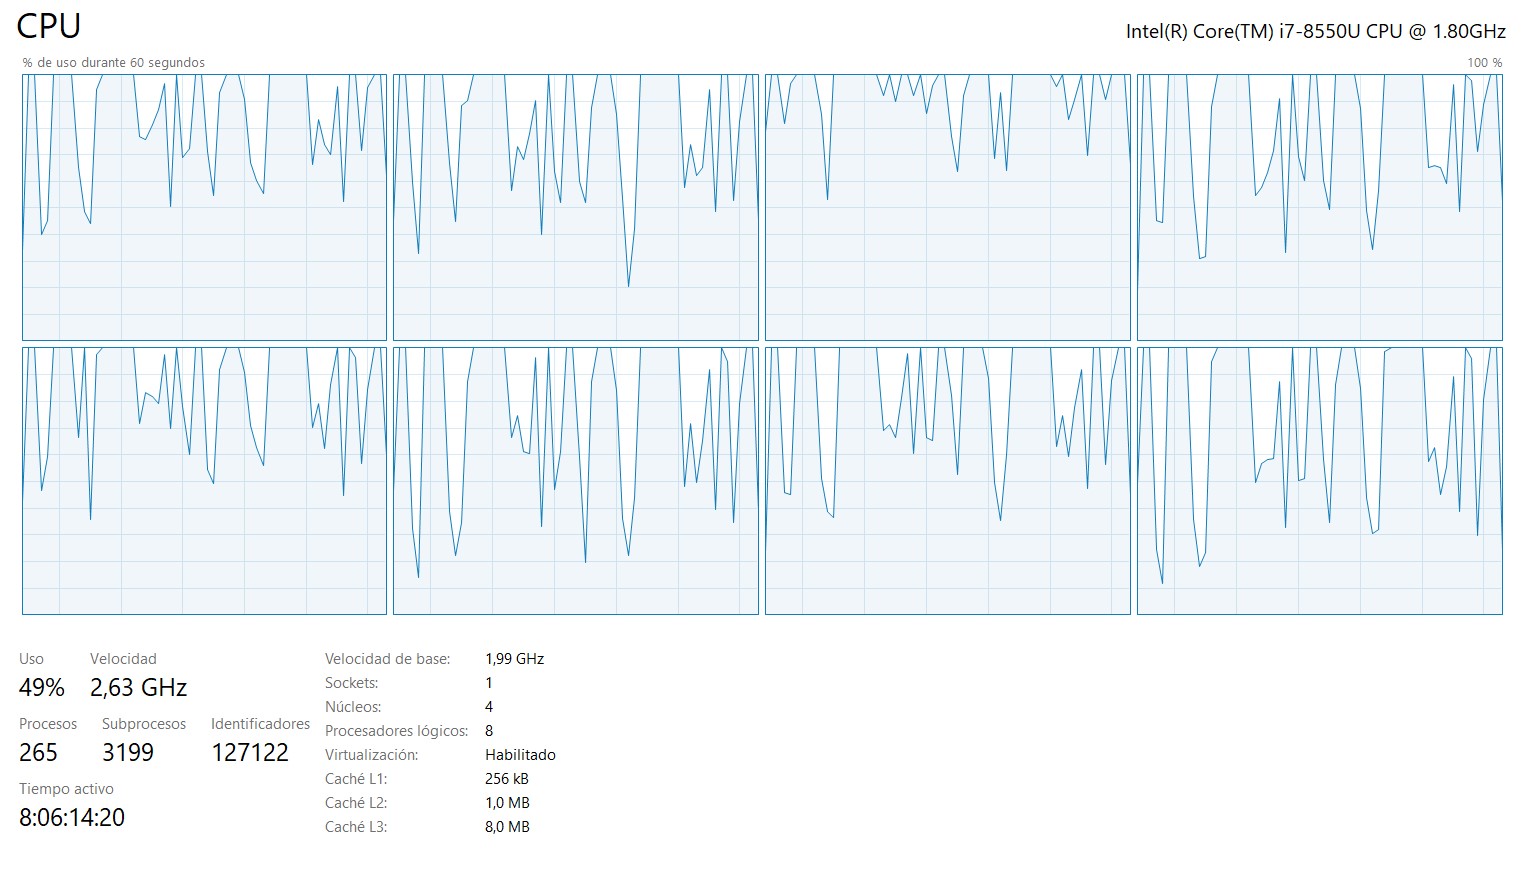 CPU
Intel(R) Core(TM) i7-8550U CPU @ 1.80GHz
% de uso durante 60 segundos
100 %
Uso
Velocidad
49%
2,63 GHz
Procesos
Subprocesos
Identificadores
265
3199
127122
Tiempo activo
8:06:14:20
Velocidad de base: 1,99 GHz
Sockets: 1
Núcleos: 4
Procesadores lógicos: 8
Virtualización: Habilitado
Caché L1: 256 kB
Caché L2: 1,0 MB
Caché L3: 8,0 MB